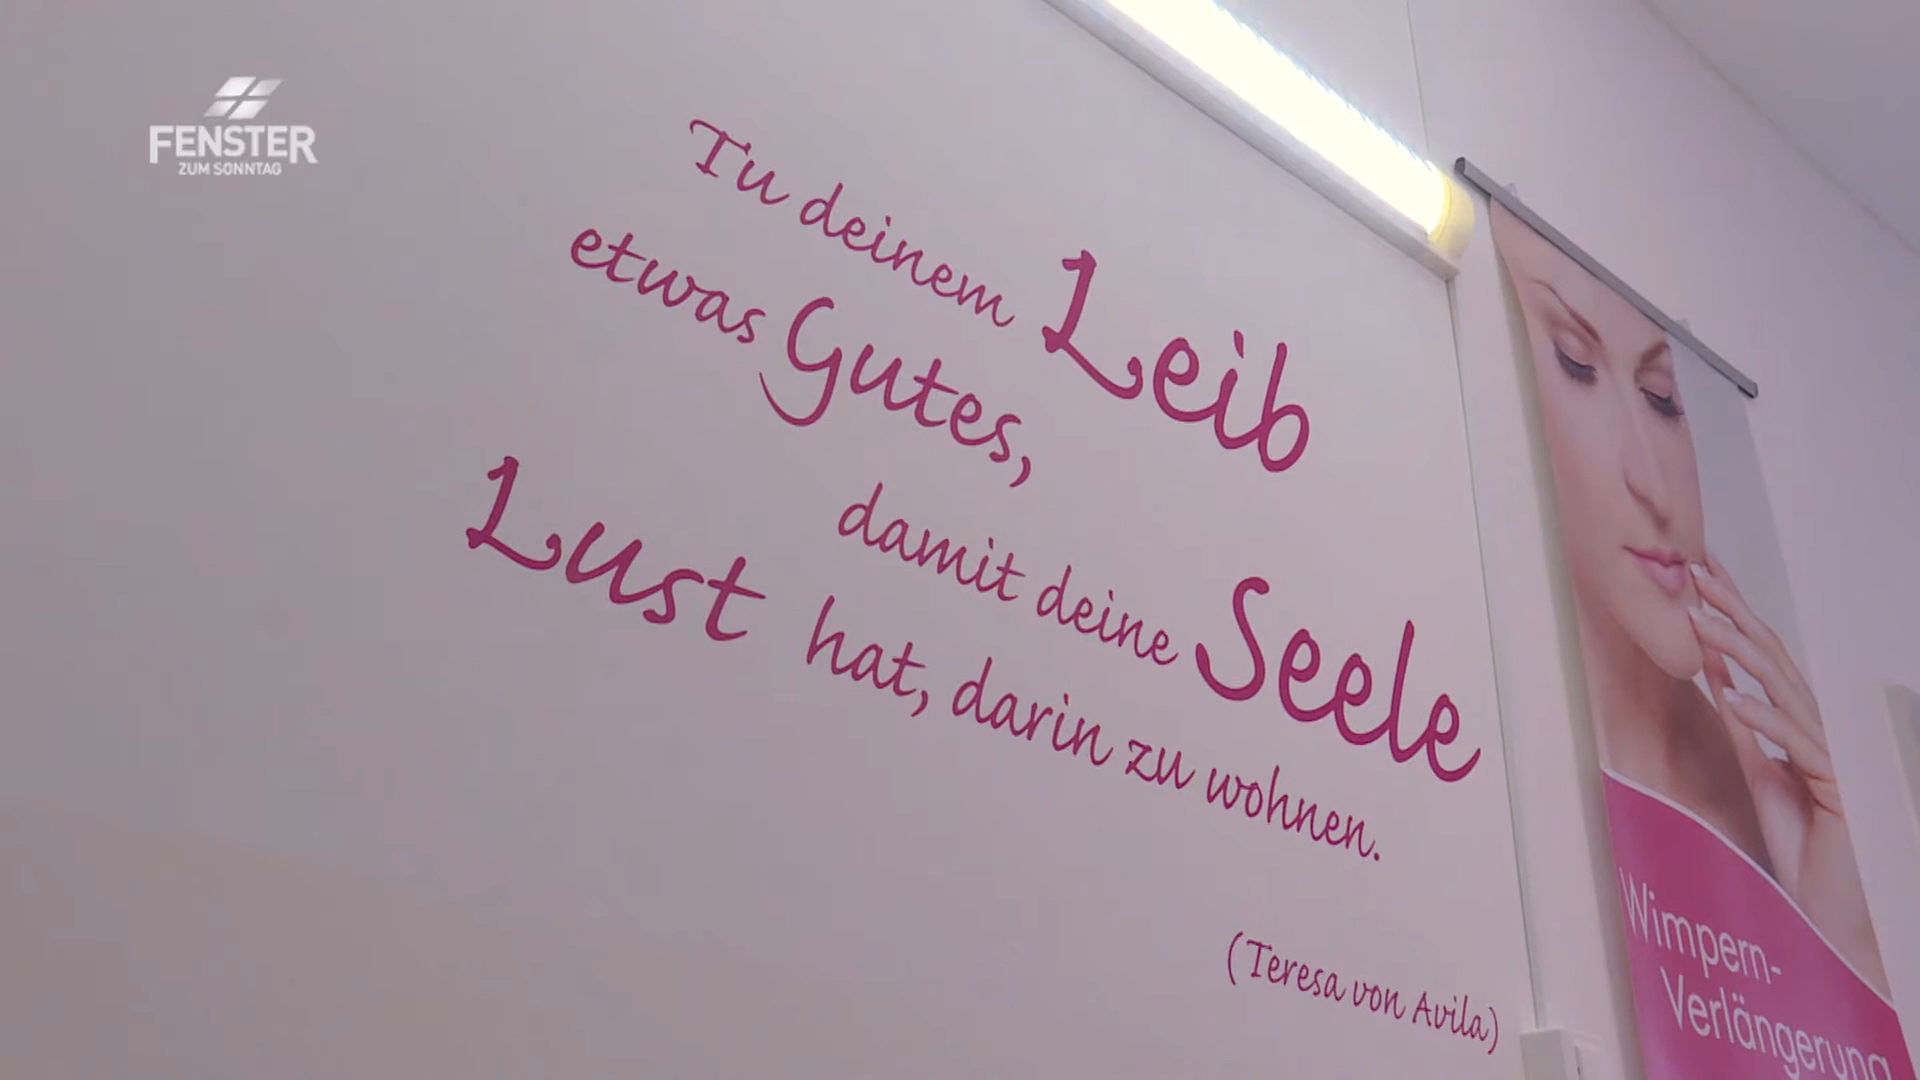 FENSTER
ZUM SONNTAG
Tu deinem Leib
etwas Gutes,
damit deine Seele
Lust hat, darin zu wohnen.
(Teresa von Avila)
Wimpern-
Verlängerung